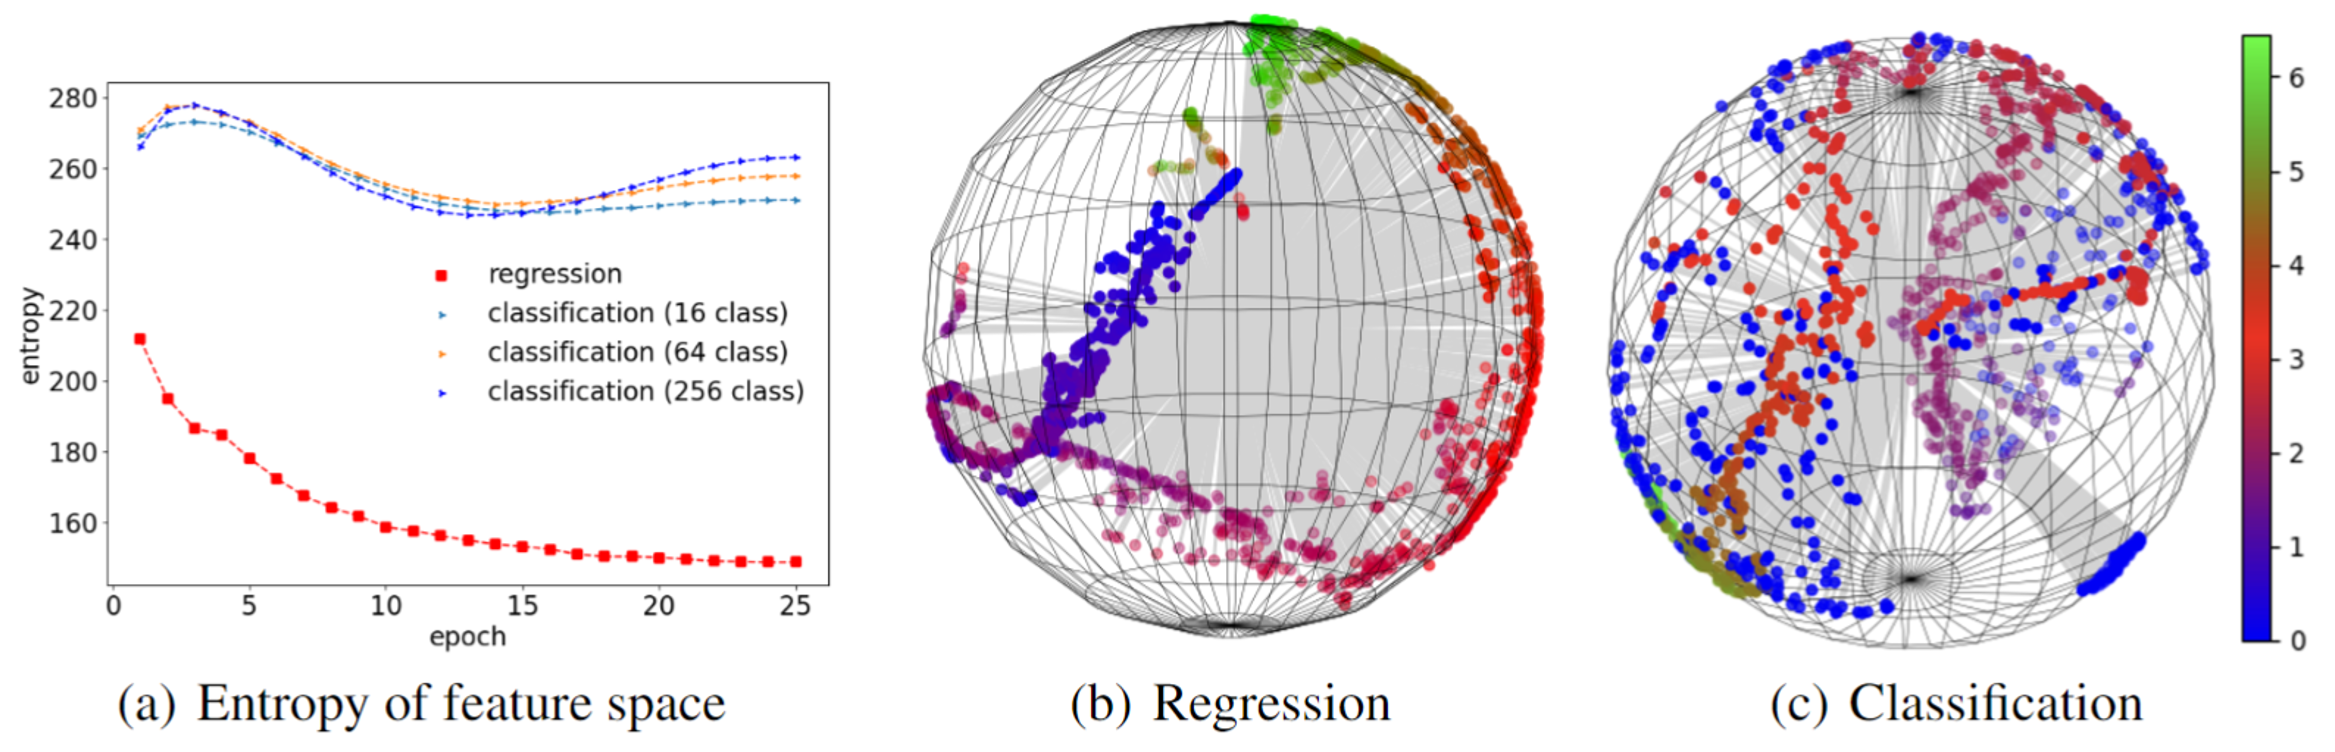 280
260
240
220
200
180
160
entropy
regression
classification (16 class)
classification (64 class)
classification (256 class)
0 5 10 15 20 25
epoch
(a) Entropy of feature space
(b) Regression
6
5
4
3
2
1
0
(c) Classification